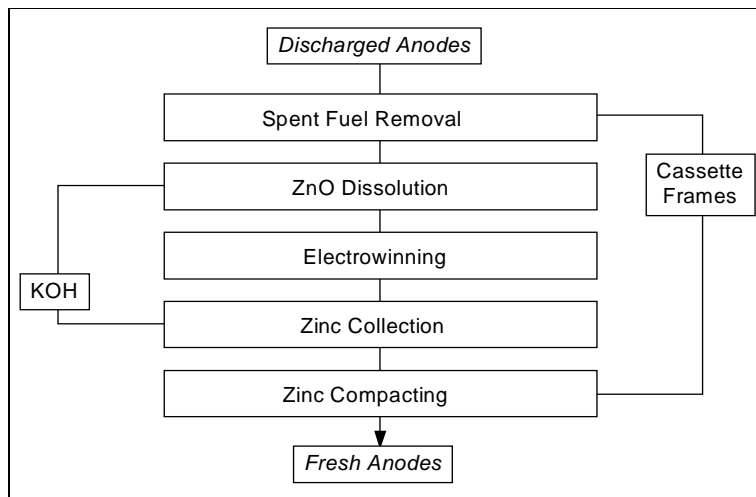 Discharged Anodes
Spent Fuel Removal
Cassette
Frames
ZnO Dissolution
Electrowinning
KOH
Zinc Collection
Zinc Compacting
Fresh Anodes